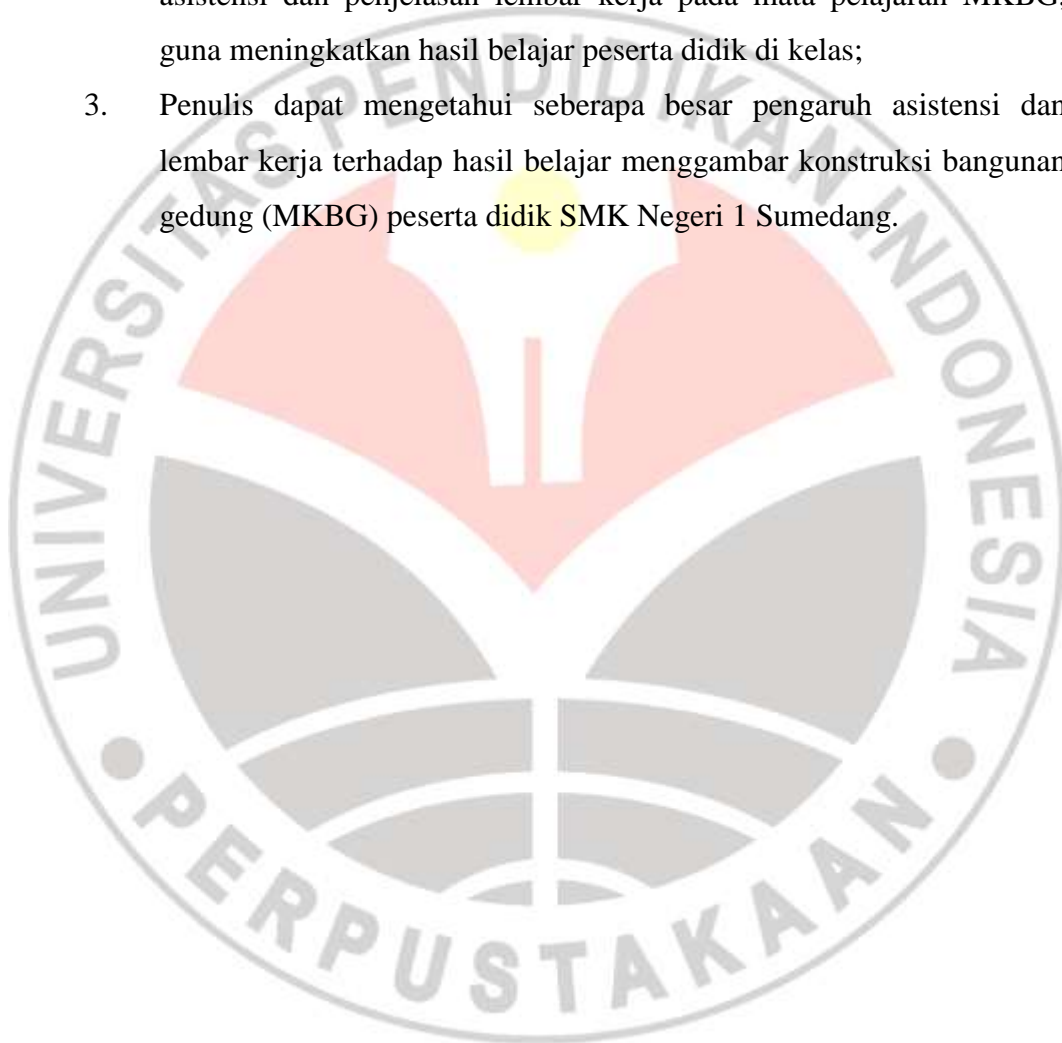 asistensi dan penjelasan lembar kerja pada mata pelajaran MKBG,
guna meningkatkan hasil belajar peserta didik di kelas;
3. Penulis dapat mengetahui seberapa besar pengaruh asistensi dan
lembar kerja terhadap hasil belajar menggambar konstruksi bangunan
gedung (MKBG) peserta didik SMK Negeri 1 Sumedang.
UNIVERSITAS PENDIDIKAN INDONESIA
PERPUSTAKAAN